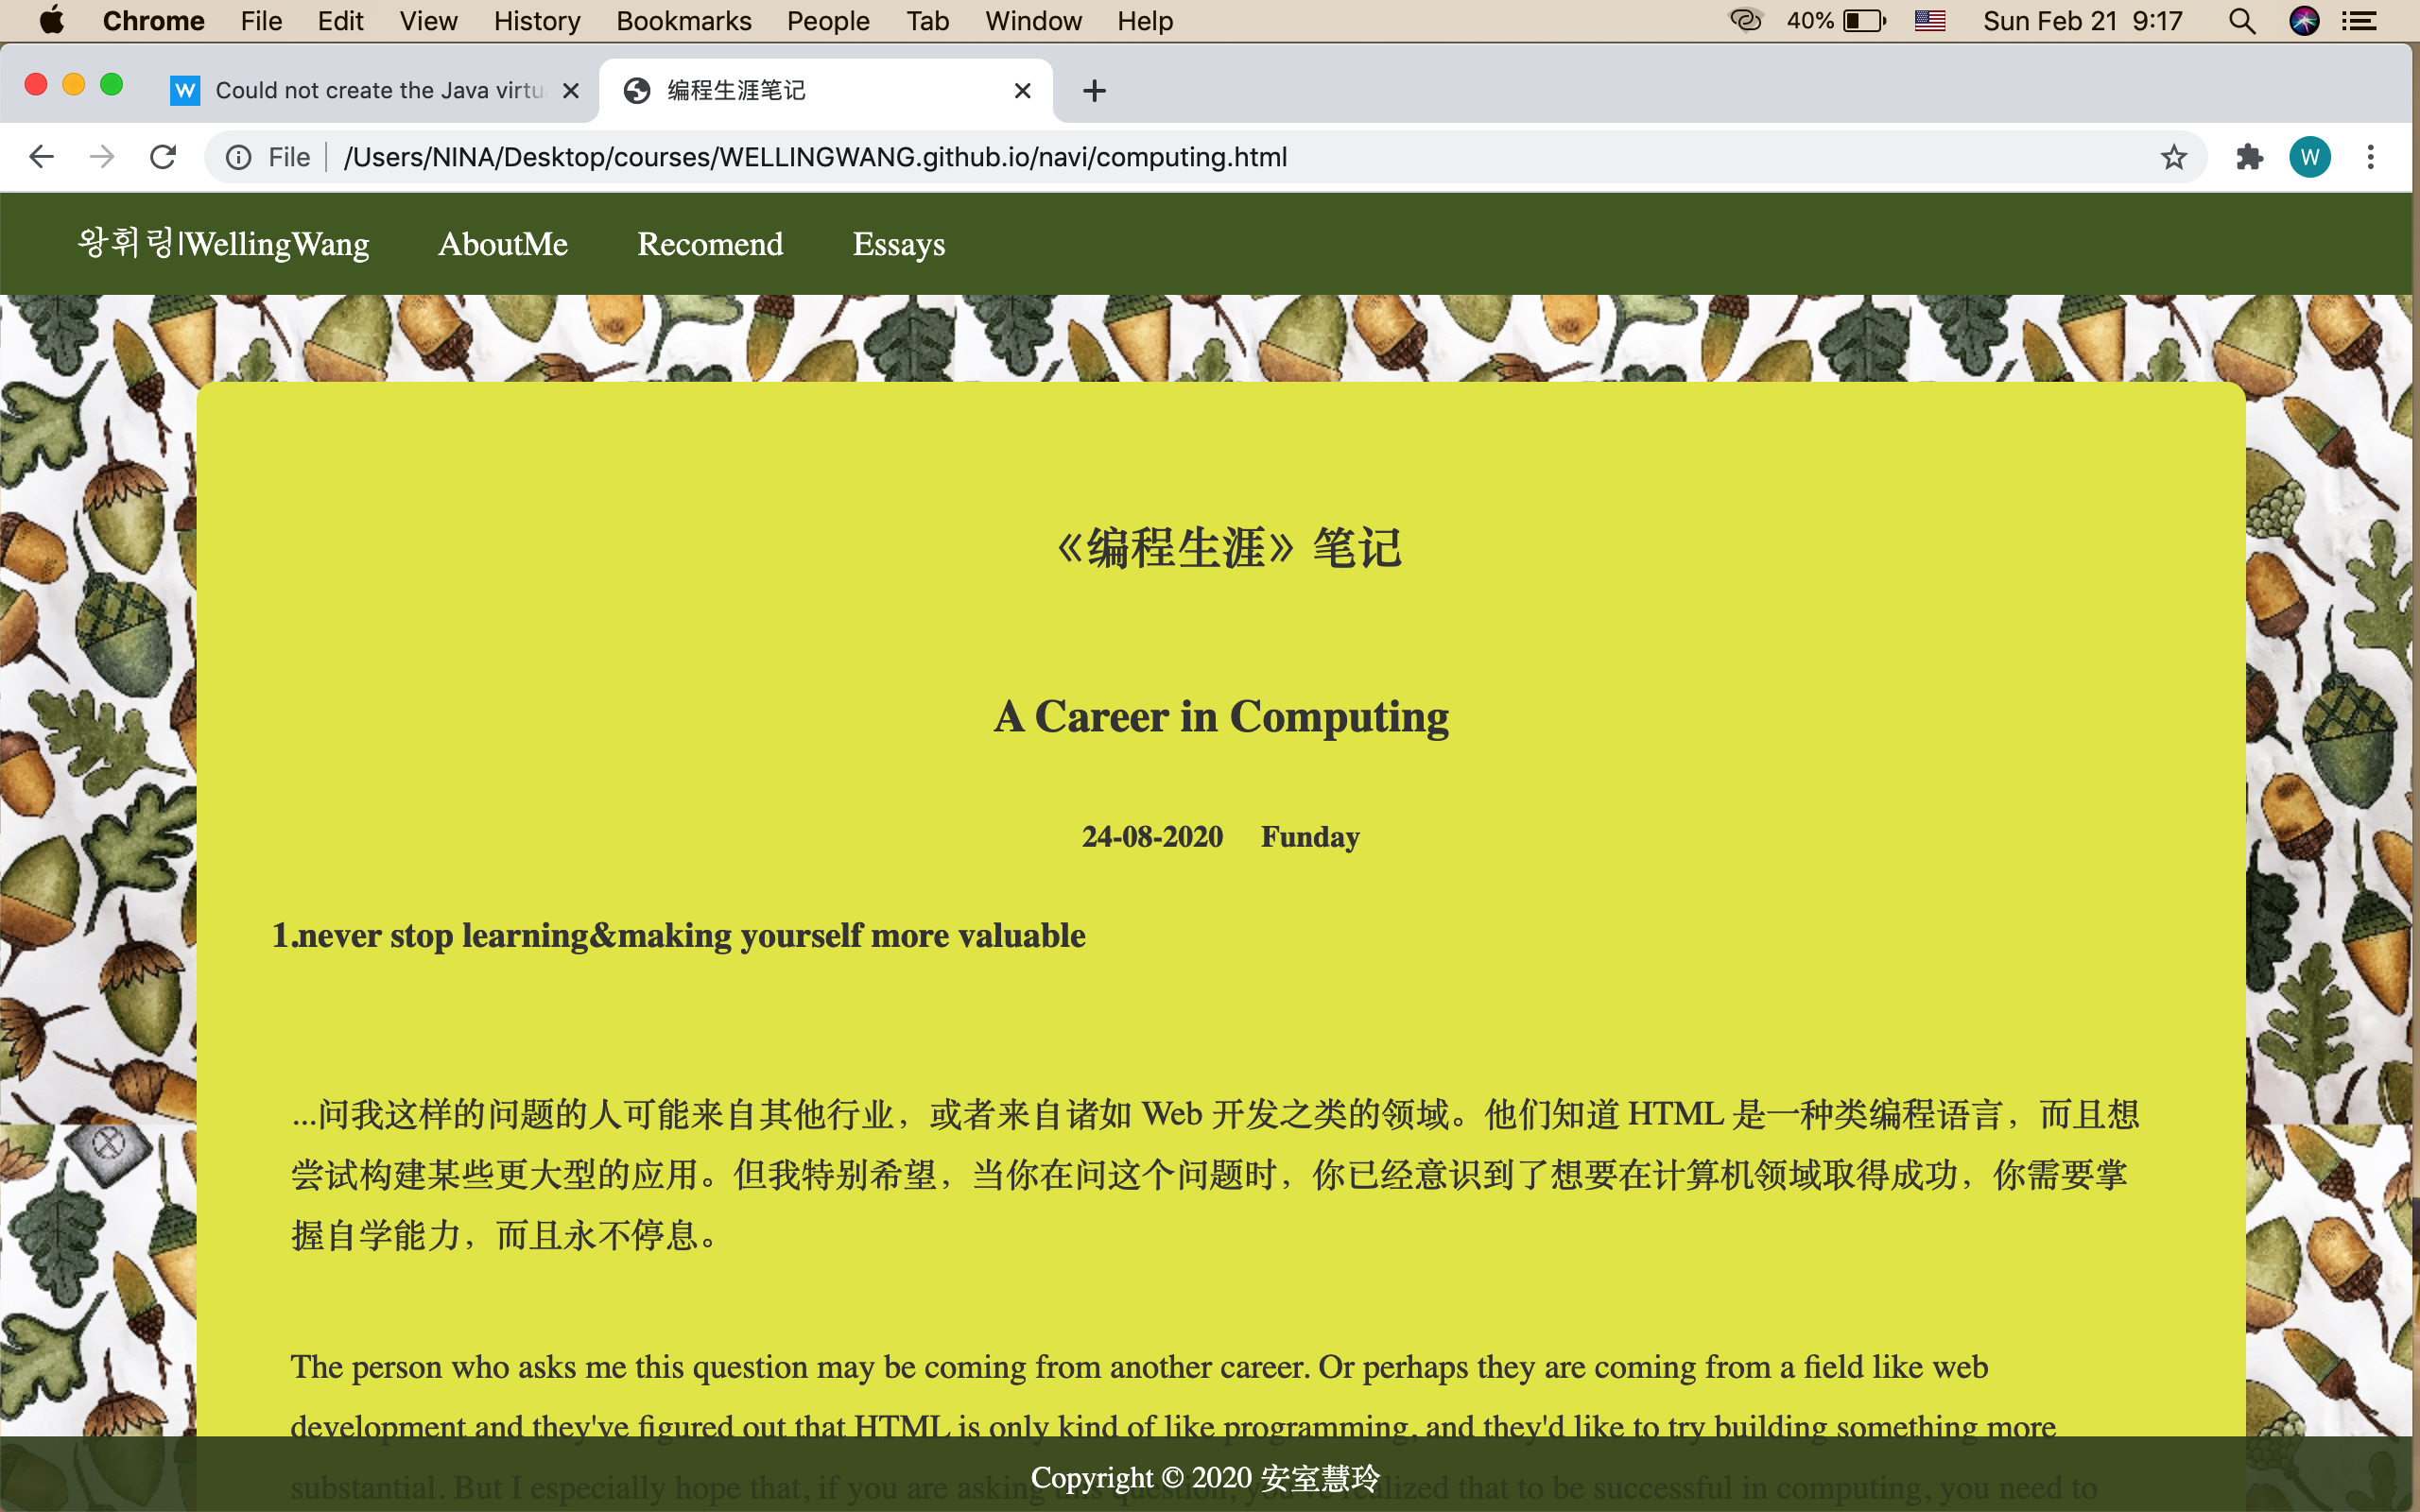 Chrome File Edit View History Bookmarks People Tab Window Help 40% Sun Feb 21 9:17
W Could not create the Java virtu 编程生涯笔记
File /Users/NINA/Desktop/courses/WELLINGWANG.github.io/navi/computing.html W
왕휘링|WellingWang AboutMe Recomend Essays
《编程生涯》笔记
A Career in Computing
24-08-2020 Funday
1.never stop learning&making yourself more valuable
...问我这样的问题的人可能来自其他行业，或者来自诸如 Web 开发之类的领域。他们知道 HTML 是一种类编程语言，而且想
尝试构建某些更大型的应用。但我特别希望，当你在问这个问题时，你已经意识到了想要在计算机领域取得成功，你需要掌
握自学能力，而且永不停息。
The person who asks me this question may be coming from another career. Or perhaps they are coming from a field like web
development and they've figured out that HTML is only kind of like programming, and they'd like to try building something more
substantial. But I especially hope that, if you are asking realized that to be successful in computing, you need to
Copyright © 2020 安室慧玲